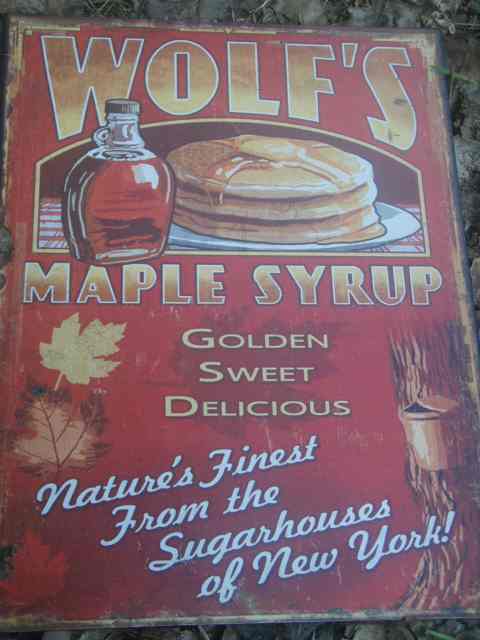 WOLF'S
MAPLE SYRUP
GOLDEN
SWEET
DELICIOUS
Nature's Finest
From the
Sugarhouses
of New York!